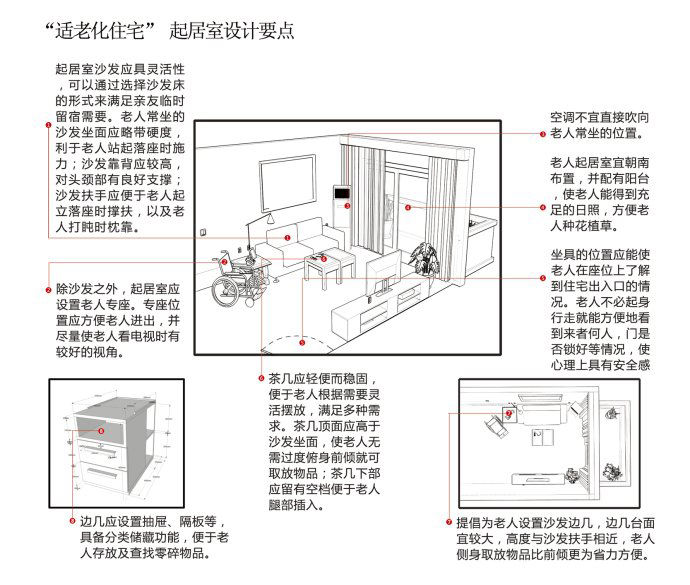 “适老化住宅” 起居室设计要点
起居室沙发应具灵活性
，可以通过选择沙发床
的形式来满足亲友临时
留宿需要。老人常坐的
沙发坐面应略带硬度，
利于老人站起落座时施
力；沙发靠背应较高，
对头颈部有良好支撑；
沙发扶手应便于老人起
立落座时撑扶，以及老
人打盹时枕靠。
除沙发之外，起居室应
设置老人专座。专座位
置应方便老人进出，并
尽量使老人看电视时有
较好的视角。
空调不宜直接吹向
老人常坐的位置。
老人起居室宜朝南
布置，并配有阳台
，使老人能得到充
足的日照，方便老
人种花植草。
坐具的位置应能使
老人在座位上了解
到住宅出入口的情
况。老人不必起身
行走就能方便地看
到来者何人，门是
否锁好等情况，使
心理上具有安全感
茶几应轻便而稳固，
便于老人根据需要灵
活摆放，满足多种需
求。茶几顶面应高于
沙发坐面，使老人无
需过度俯身前倾就可
取放物品；茶几下部
应留有空档便于老人
腿部插入。
边几应设置抽屉、隔板等，
具备分类储藏功能，便于老
人存放及查找零碎物品。
提倡为老人设置沙发边几，边几台面
宜较大，高度与沙发扶手相近，老人
侧身取放物品比前倾更为省力方便。